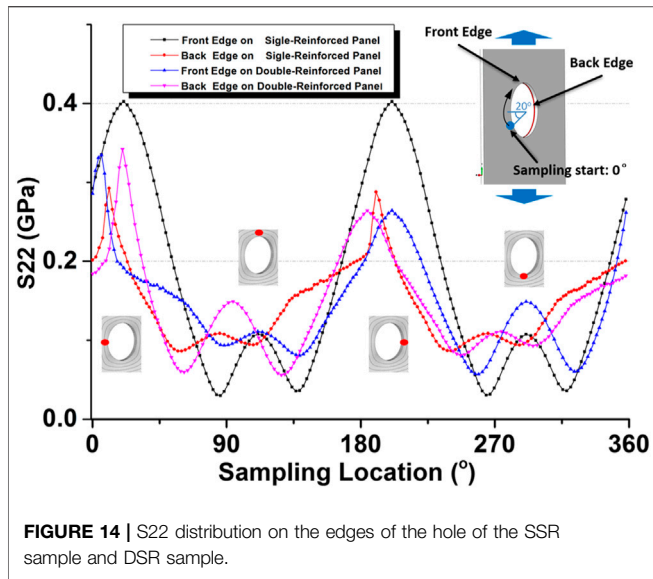 Front Edge on Sigle-Reinforced Panel
Back Edge on Sigle-Reinforced Panel
Front Edge on Double-Reinforced Panel
Back Edge on Double-Reinforced Panel
Front Edge
Back Edge
20°
Sampling start: 0°
S22 (GPa)
0.4
0.2
0.0
0
90
180
270
360
Sampling Location (°)
FIGURE 14 | S22 distribution on the edges of the hole of the SSR
sample and DSR sample.